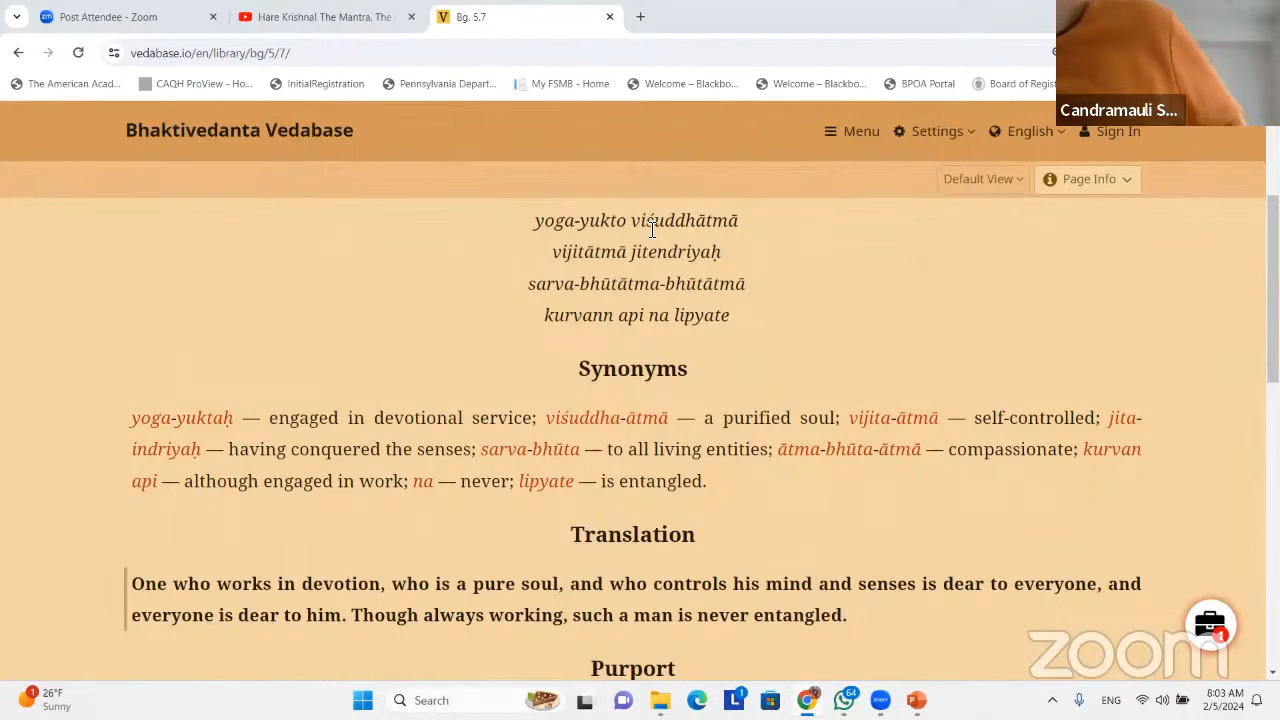 Post Attendee - Zoom
Hare Krishna The Mantra, The
Bg. 5.7
vedabase.io/en/library/bg/5/7/
The American Acad...
CAQH ProView - Ho...
InitialRegistration
Pennsylvania Depart...
My FSMB - Home
Welcome – Blackbo...
Welcome – Blackbo...
BPOA Portal
Board of Regis
Candramauli S...
Bhaktivedanta Vedabase
Menu Settings English Sign In
Default View Page Info
yoga-yukto viśuddhātmā
vijitātmā jitendriyaḥ
sarva-bhūtātma-bhūtātmā
kurvann api na lipyate
Synonyms
yoga-yuktaḥ — engaged in devotional service; viśuddha-ātmā — a purified soul; vijita-ātmā — self-controlled; jita-
indriyaḥ — having conquered the senses; sarva-bhūta — to all living entities; ātma-bhūta-ātmā — compassionate; kurvan
api — although engaged in work; na — never; lipyate — is entangled.
Translation
One who works in devotion, who is a pure soul, and who controls his mind and senses is dear to everyone, and
everyone is dear to him. Though always working, such a man is never entangled.
Purport
1
zoom
1
26°F
Sunny
Search
1
64
ENG
8:03 AM
2/5/2024